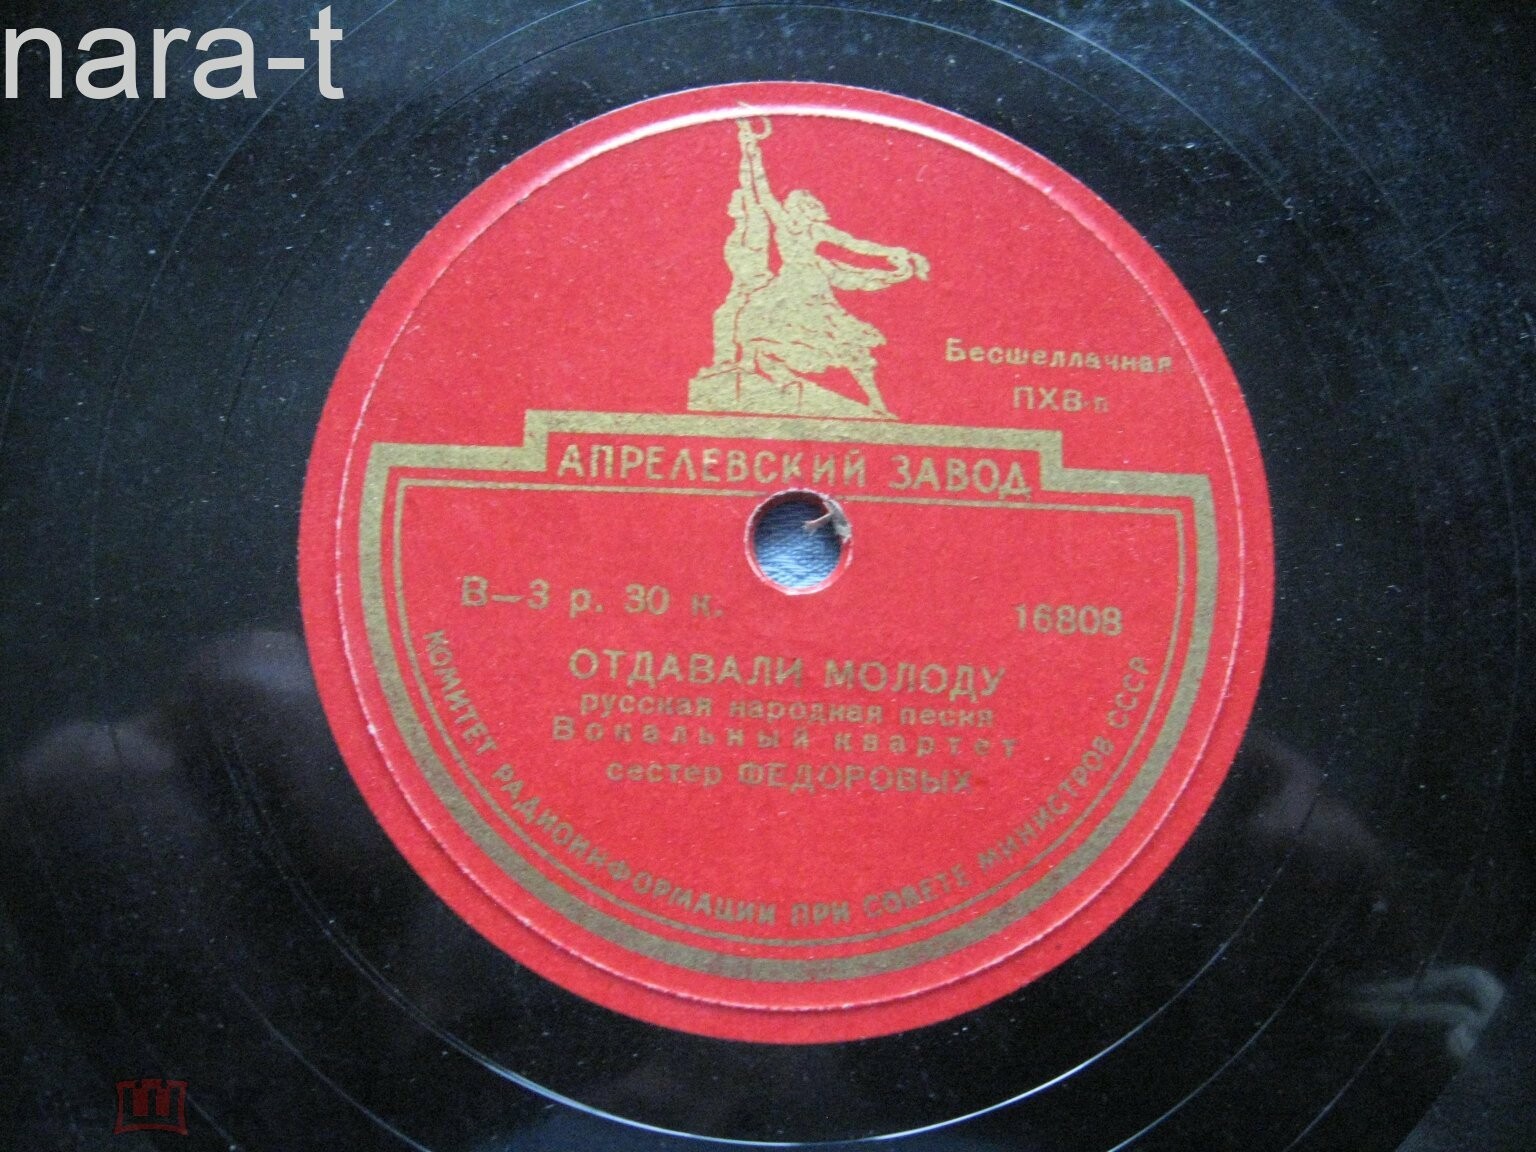 nara-t
Бесшеллачная
ПХВ-п
АПРЕЛЕВСКИЙ ЗАВОД
В—3 р. 30 к.
16808
ОТДАВАЛИ МОЛОДУ
русская народная песня
Вокальный квартет
сестер ФЕДОРОВЫХ
КОМИТЕТ РАДИОИНФОРМАЦИИ ПРИ СОВЕТЕ МИНИСТРОВ СССР